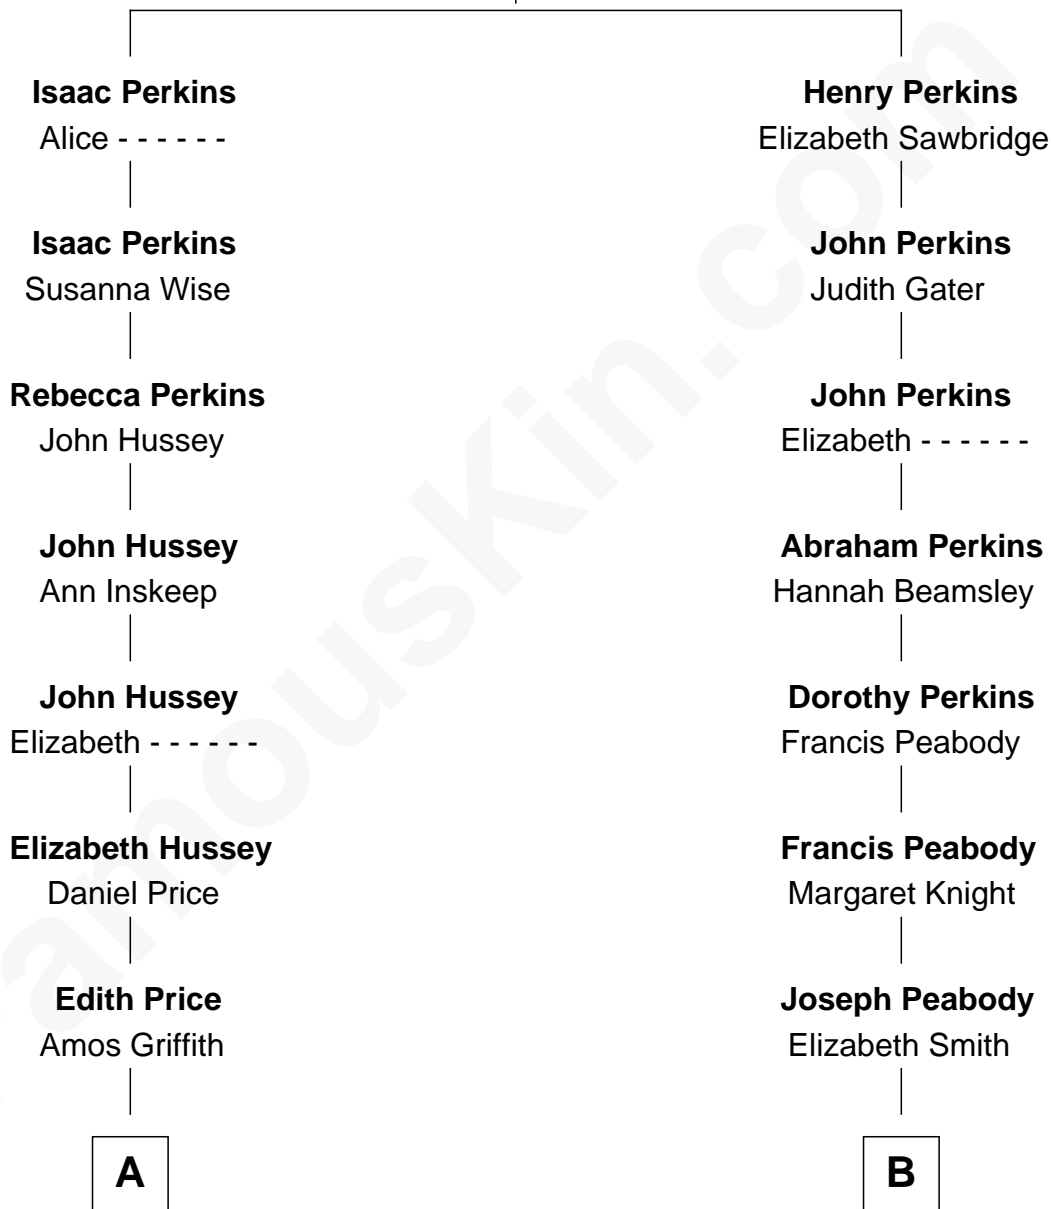 Isaac Perkins
Alice - - - - - -
Henry Perkins
Elizabeth Sawbridge
Isaac Perkins
Susanna Wise
John Perkins
Judith Gater
Rebecca Perkins
John Hussey
John Perkins
Elizabeth - - - - - -
John Hussey
Ann Inskeep
Abraham Perkins
Hannah Beamsley
John Hussey
Elizabeth - - - - - -
Dorothy Perkins
Francis Peabody
Elizabeth Hussey
Daniel Price
Francis Peabody
Margaret Knight
Edith Price
Amos Griffith
Joseph Peabody
Elizabeth Smith
A
B
amouskin.com